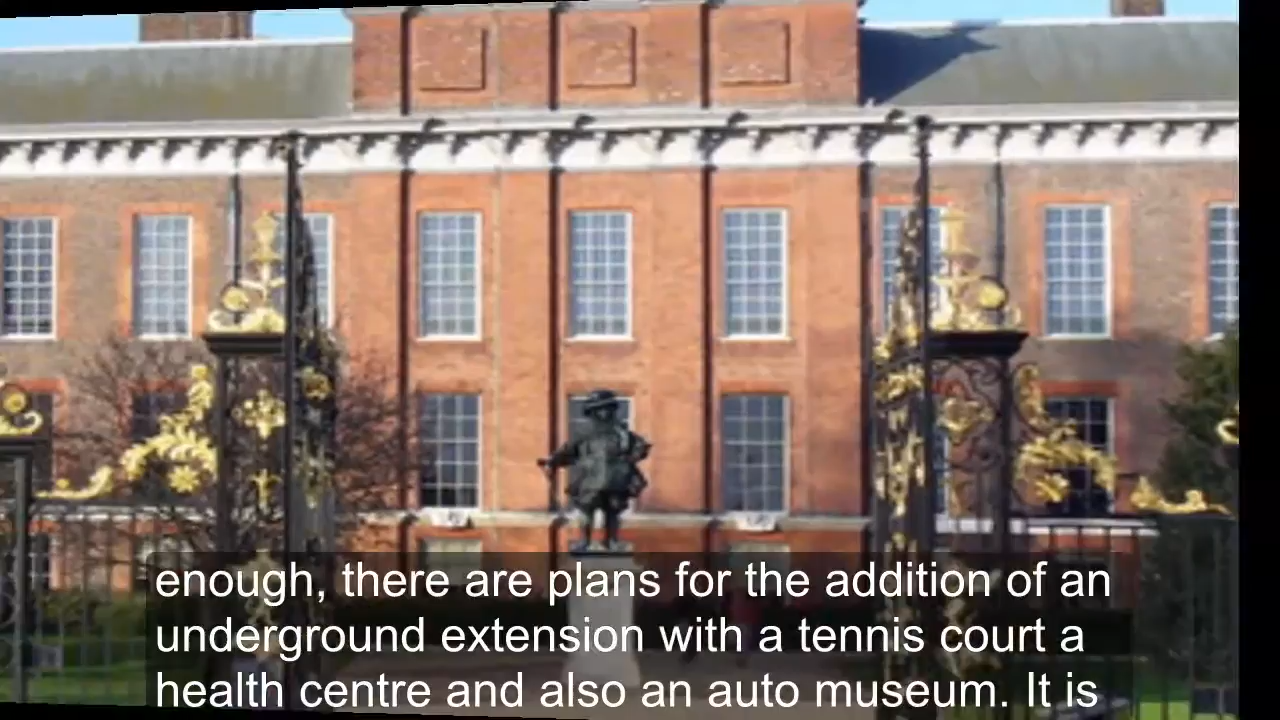 enough, there are plans for the addition of an
underground extension with a tennis court a
health centre and also an auto museum. It is